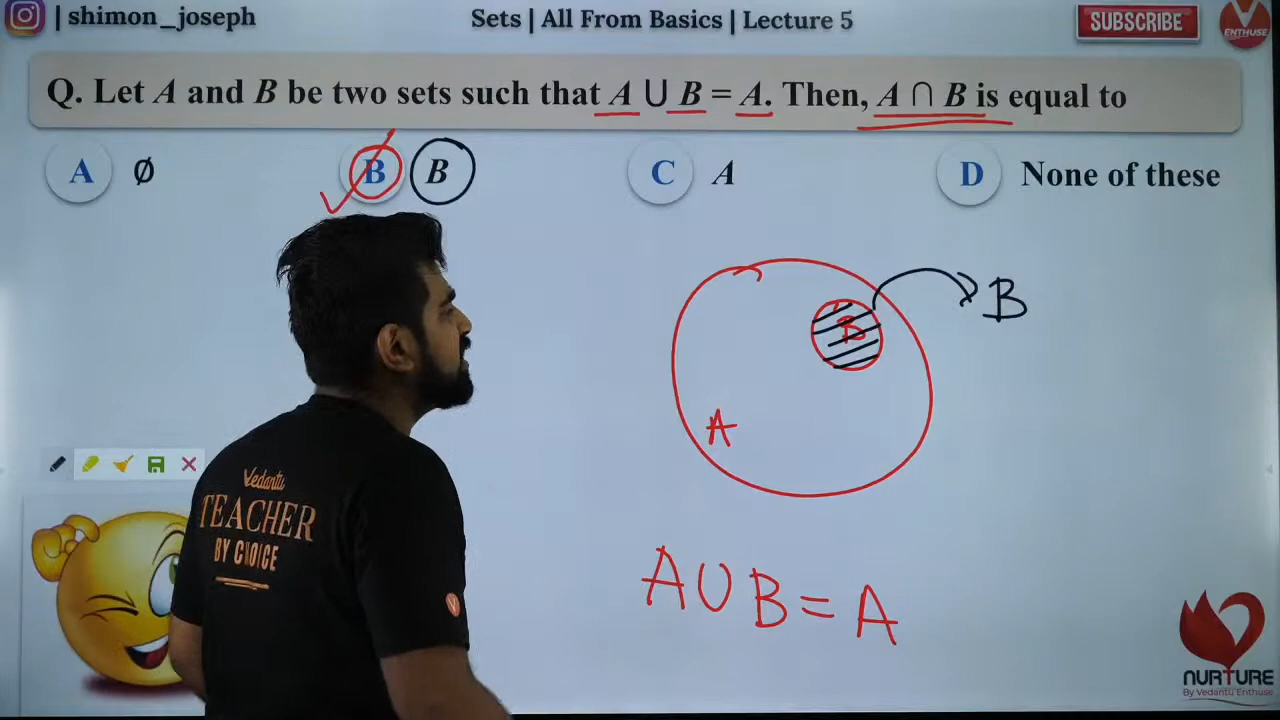 | shimon_joseph
Sets | All From Basics | Lecture 5
SUBSCRIBE
ENTHUSE
Q. Let A and B be two sets such that A ∪ B = A. Then, A ∩ B is equal to
A ∅
B B
C A
D None of these
B
B
A
A∪B=A
Vedantu
TEACHER
BY CHOICE
NURTURE
By Vedantu Enthuse